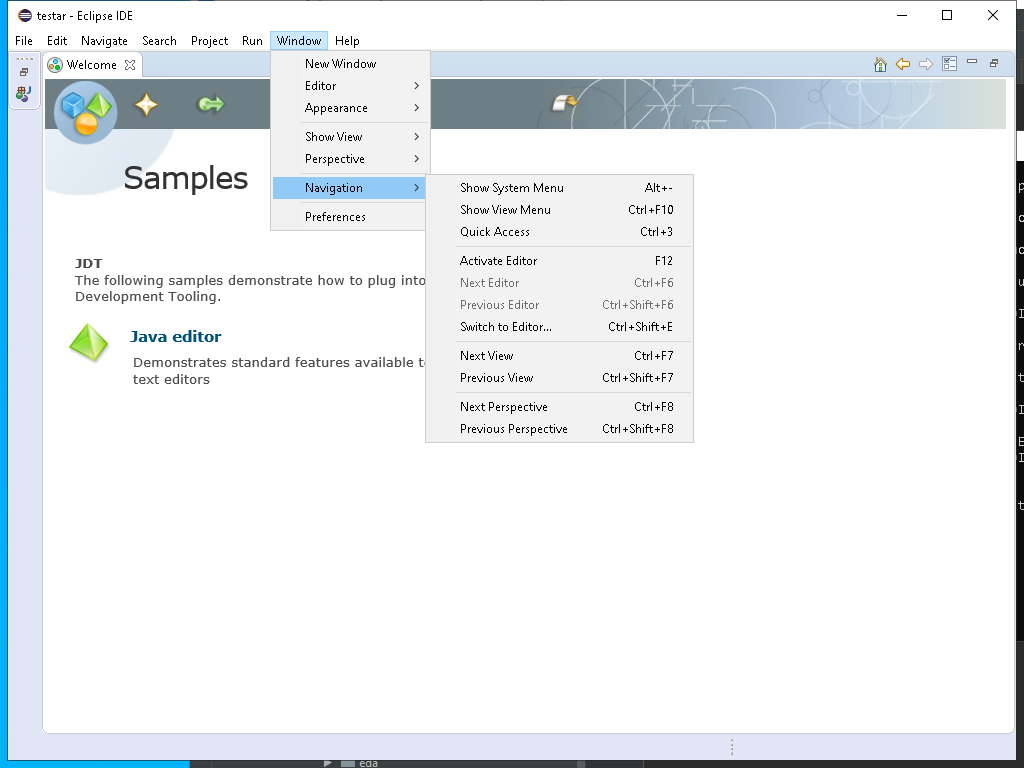 testar - Eclipse IDE
File Edit Navigate Search Project Run Window Help
Welcome
New Window
Editor
Appearance
Show View
Perspective
Navigation
Preferences
Show System Menu Alt+-
Show View Menu Ctrl+F10
Quick Access Ctrl+3
Activate Editor F12
Next Editor Ctrl+F6
Previous Editor Ctrl+Shift+F6
Switch to Editor... Ctrl+Shift+E
Next View Ctrl+F7
Previous View Ctrl+Shift+F7
Next Perspective Ctrl+F8
Previous Perspective Ctrl+Shift+F8
Samples
JDT
The following samples demonstrate how to plug into
Development Tooling.
Java editor
Demonstrates standard features available
text editors
eda